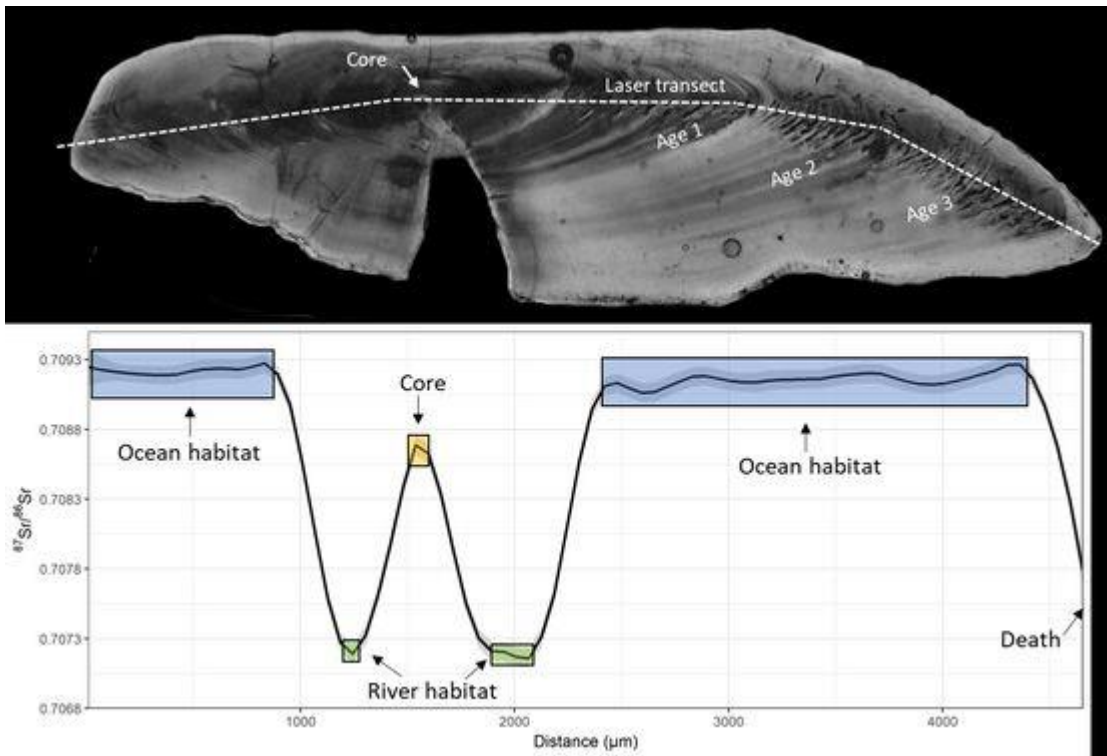 Core
Laser transect
Age 1
Age 2
Age 3
0.7093
0.7088
0.7083
0.7078
0.7073
0.7068
⁸⁷Sr/⁸⁶Sr
Core
Ocean habitat
Ocean habitat
Death
River habitat
1000
2000
3000
4000
Distance (µm)